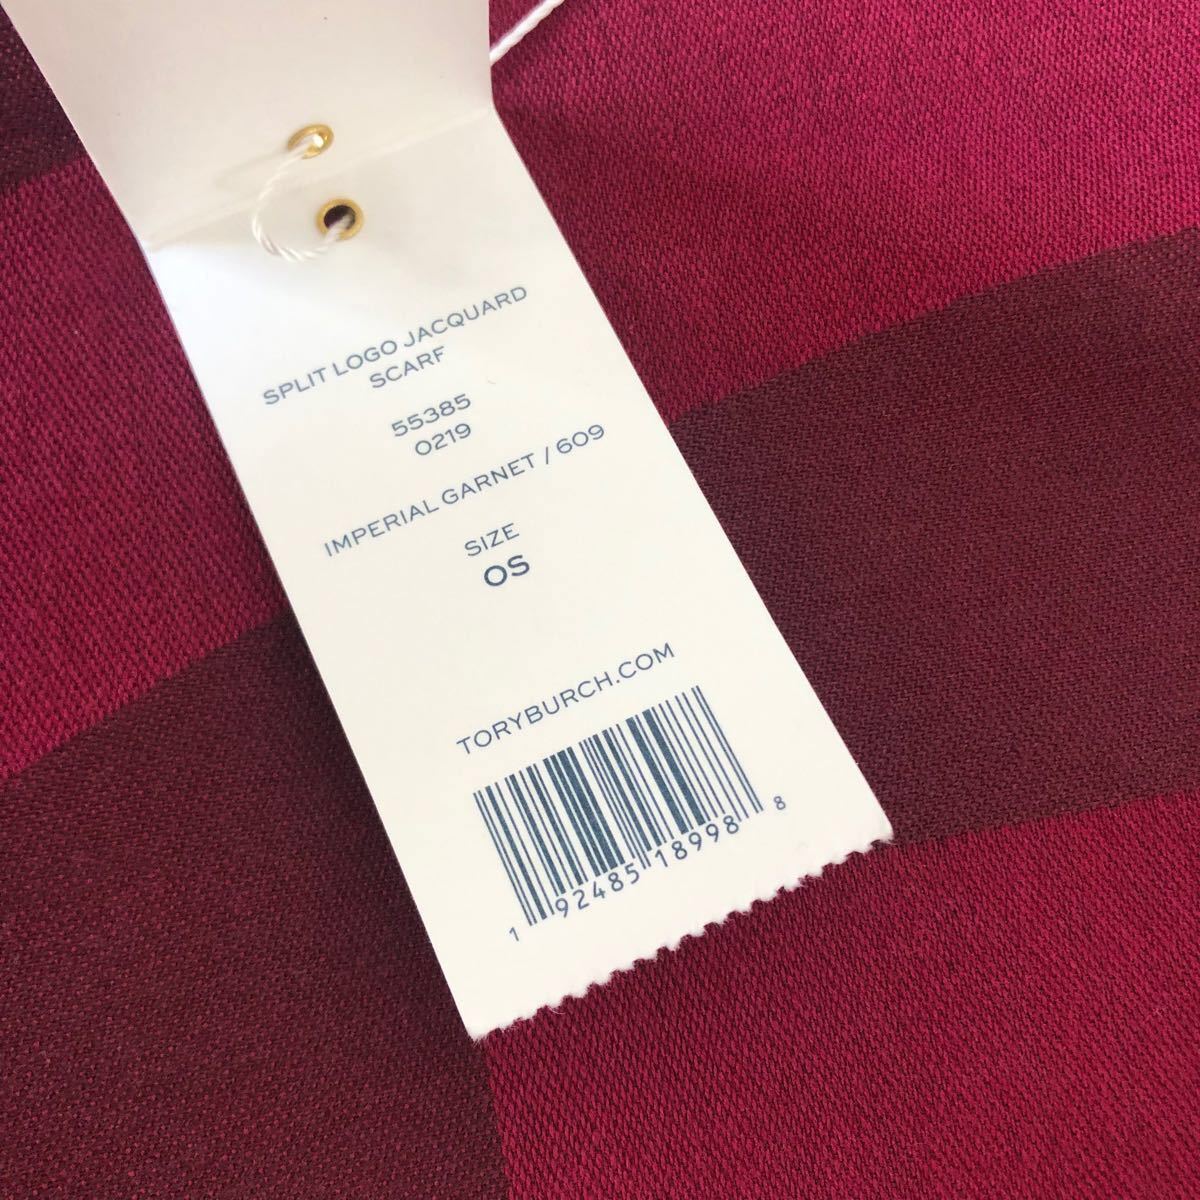 SPLIT LOGO JACQUARD
SCARF
55385
0219
IMPERIAL GARNET / 609
SIZE
OS
TORYBURCH.COM
1 92485 18998 8